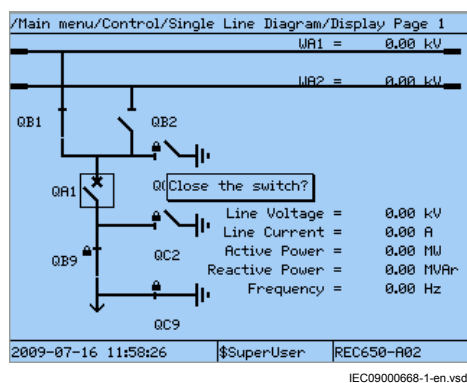 /Main menu/Control/Single Line Diagram/Display Page 1
WA1 = 0.00 kV
WA2 = 0.00 kV
QB1
QB2
QA1
Close the switch?
Line Voltage = 0.00 kV
Line Current = 0.00 A
QC2
Active Power = 0.00 MW
QB9
Reactive Power = 0.00 MVAr
Frequency = 0.00 Hz
QC9
2009-07-16 11:58:26 $SuperUser REC650-A02
IEC09000668-1-en.vsd